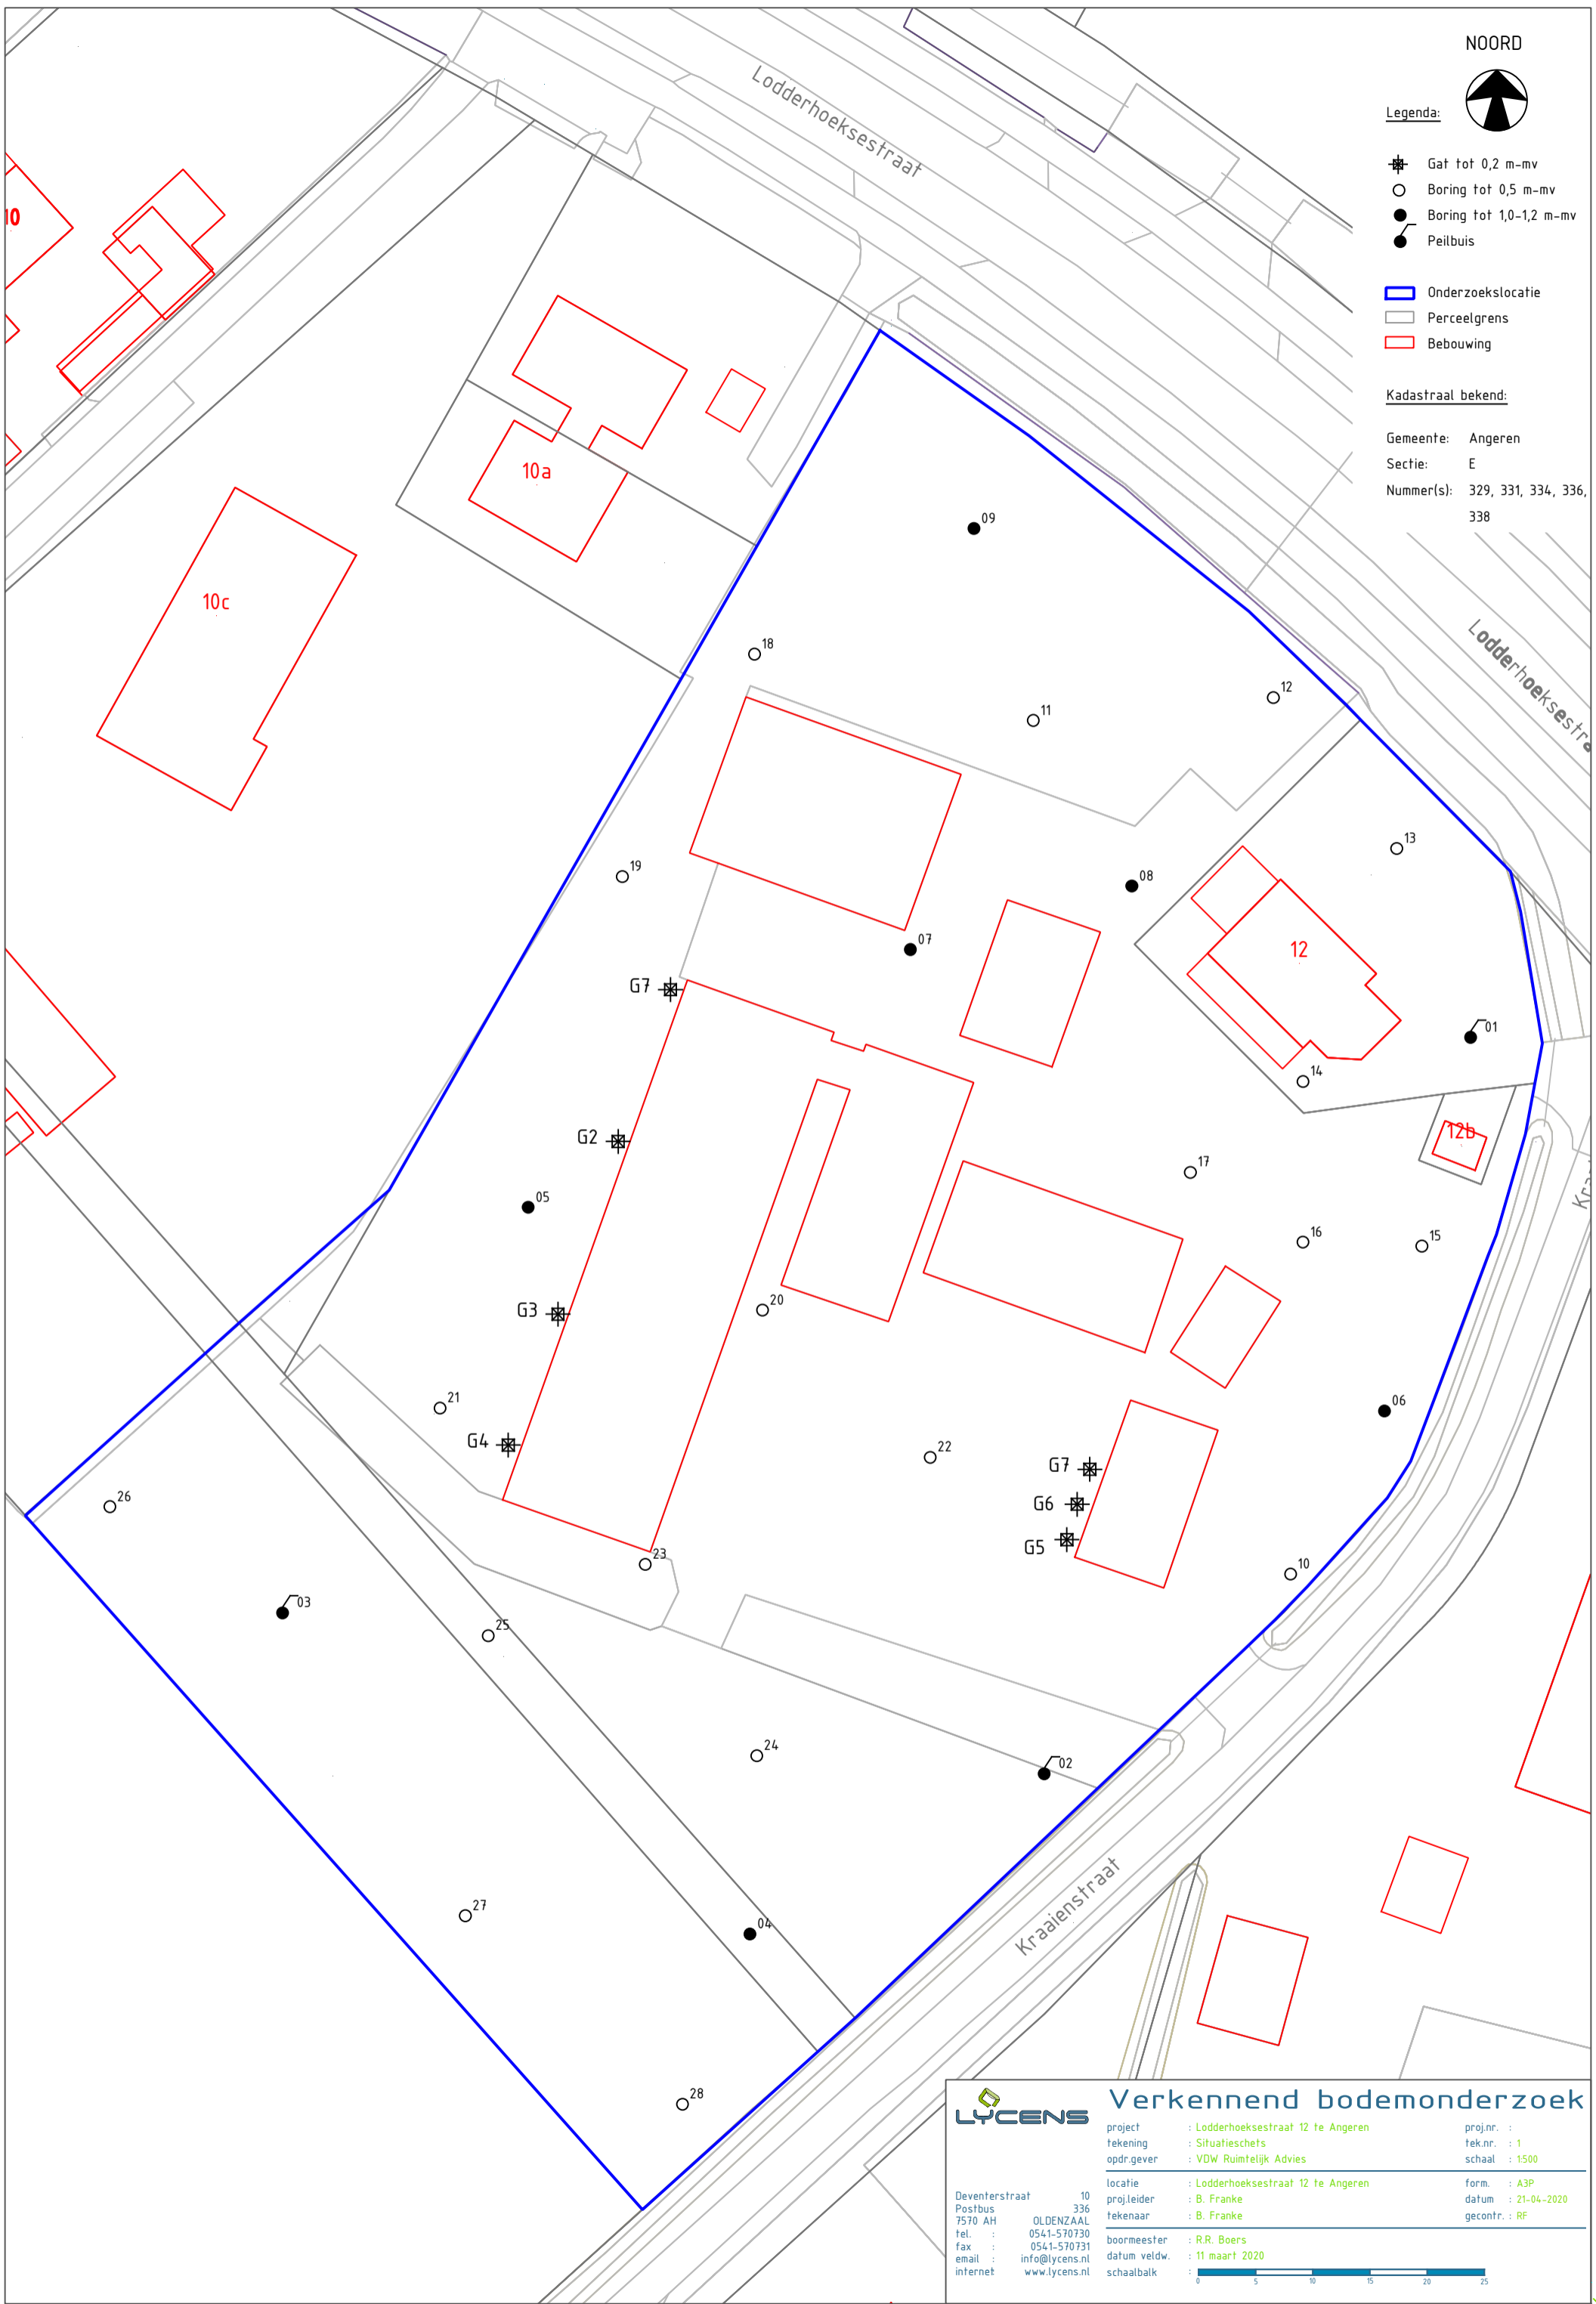 NOORD
Legenda:
Gat tot 0,2 m-mv
Boring tot 0,5 m-mv
Boring tot 1,0-1,2 m-mv
Peilbuis
Onderzoekslocatie
Perceelgrens
Bebouwing
Kadastraal bekend:
Gemeente: Angeren
Sectie: E
Nummer(s): 329, 331, 334, 336,
338
Lodderhoeksestraat
10
10a
10c
09
Lodderhoeksestra
18
11
12
13
19
08
07
12
G7
01
14
G2
12b
05
17
16
15
G3
20
21
G4
06
22
G7
G6
G5
26
23
10
03
25
24
02
Kraaienstraat
27
04
28
LYCENS
Verkennend bodemonderzoek
project : Lodderhoeksestraat 12 te Angeren proj.nr. :
tekening : Situatieschets tek.nr. : 1
opdr.gever : VDW Ruimtelijk Advies schaal : 1:500
locatie : Lodderhoeksestraat 12 te Angeren form. : A3P
proj.leider : B. Franke datum : 21-04-2020
tekenaar : B. Franke gecontr. : RF
boormeester : R.R. Boers
datum veldw. : 11 maart 2020
schaalbalk :
0 5 10 15 20 25
Deventerstraat 10
Postbus 336
7570 AH OLDENZAAL
tel. : 0541-570730
fax : 0541-570731
email : info@lycens.nl
internet www.lycens.nl